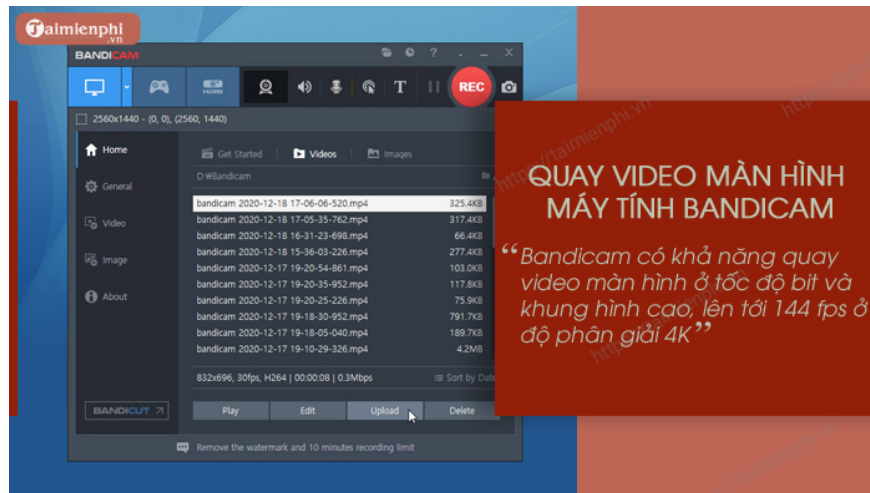 Taimienphi
.vn
BANDICAM
REC
HDMI
T
2560x1440 - (0, 0), (2560, 1440)
Home
General
Video
Image
About
Get Started
Videos
Images
D:₩Bandicam
bandicam 2020-12-18 17-06-06-520.mp4 325.4KB
bandicam 2020-12-18 17-05-35-762.mp4 317.4KB
bandicam 2020-12-18 16-31-23-698.mp4 66.4KB
bandicam 2020-12-18 15-36-03-226.mp4 277.4KB
bandicam 2020-12-17 19-20-54-861.mp4 103.0KB
bandicam 2020-12-17 19-20-35-952.mp4 117.8KB
bandicam 2020-12-17 19-20-25-226.mp4 75.9KB
bandicam 2020-12-17 19-18-30-952.mp4 791.7KB
bandicam 2020-12-17 19-18-05-040.mp4 189.7KB
bandicam 2020-12-17 19-10-29-326.mp4 4.2MB
832x696, 30fps, H264 | 00:00:08 | 0.3Mbps
Sort by Date
BANDICUT
Play
Edit
Upload
Delete
Remove the watermark and 10 minutes recording limit
QUAY VIDEO MÀN HÌNH
MÁY TÍNH BANDICAM
“Bandicam có khả năng quay
video màn hình ở tốc độ bit và
khung hình cao, lên tới 144 fps ở
độ phân giải 4K”
https://taimienphi.vn